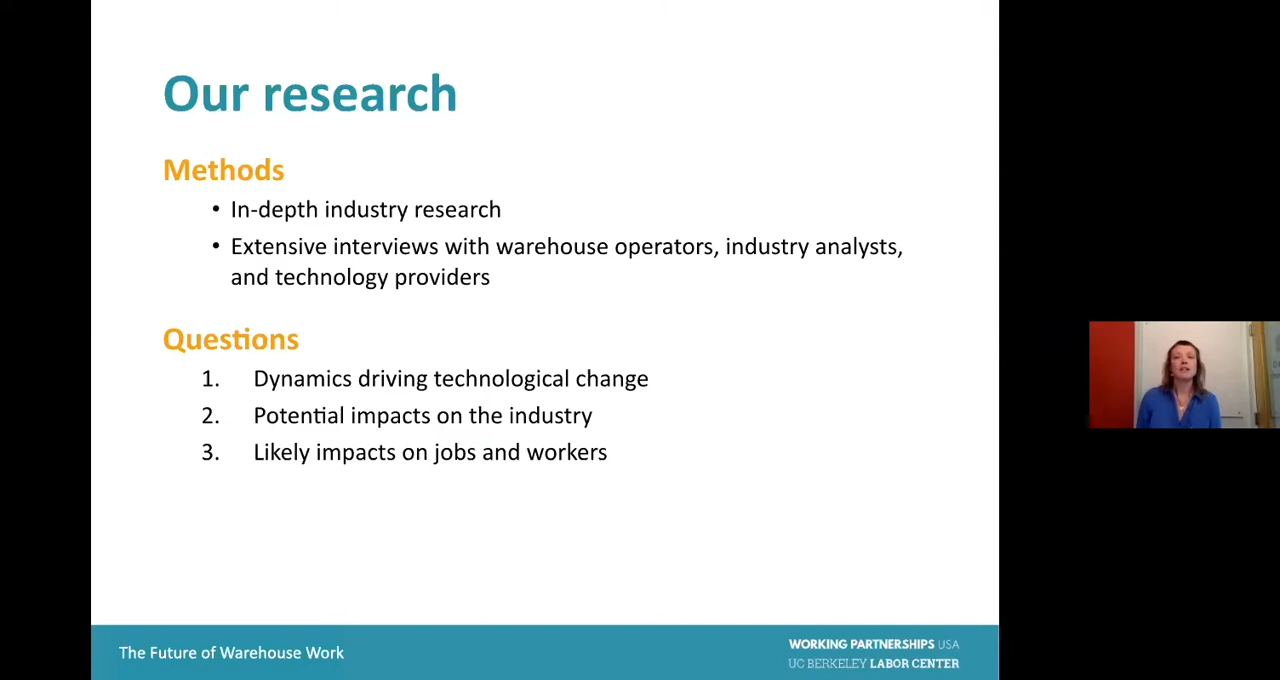 Our research
Methods
• In-depth industry research
• Extensive interviews with warehouse operators, industry analysts,
and technology providers
Questions
1. Dynamics driving technological change
2. Potential impacts on the industry
3. Likely impacts on jobs and workers
The Future of Warehouse Work
WORKING PARTNERSHIPS USA
UC BERKELEY LABOR CENTER